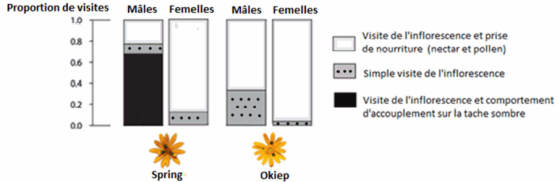 Proportion de visites
Mâles Femelles Mâles Femelles
1.0
0.8
0.6
0.4
0.2
0.0
Visite de l'inflorescence et prise
de nourriture (nectar et pollen)
Simple visite de l'inflorescence
Visite de l'inflorescence et comportement
d'accouplement sur la tache sombre
Spring Okiep